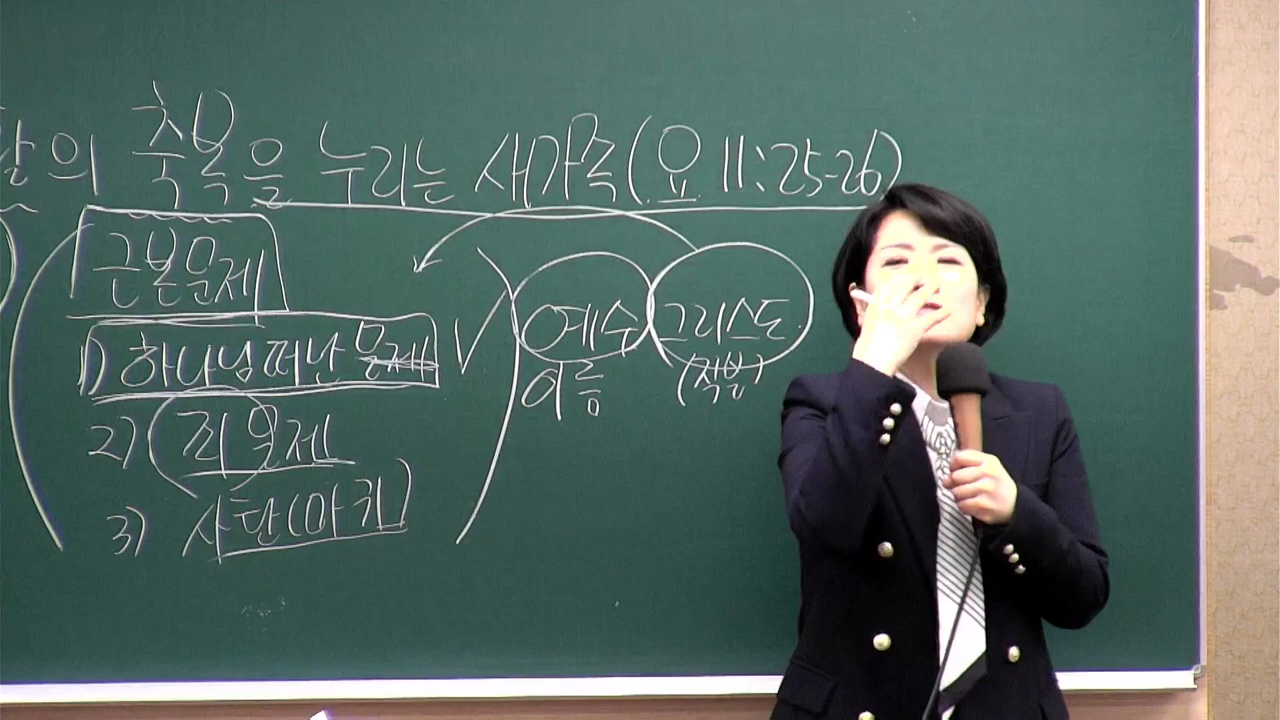 활의 축복을 누리는 새가족(요 11:25-26)
근본문제
1) 하나님 떠난 문제
2) 죄 문제
3) 사단(마귀)
예수 그리스도
이름 (직분)